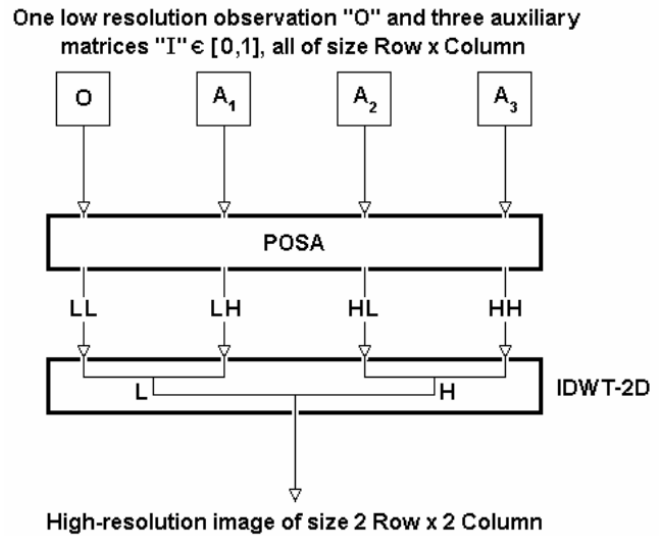 One low resolution observation "O" and three auxiliary
matrices "I" ϵ [0,1], all of size Row x Column
O A₁ A₂ A₃
POSA
LL LH HL HH
L H IDWT-2D
High-resolution image of size 2 Row x 2 Column